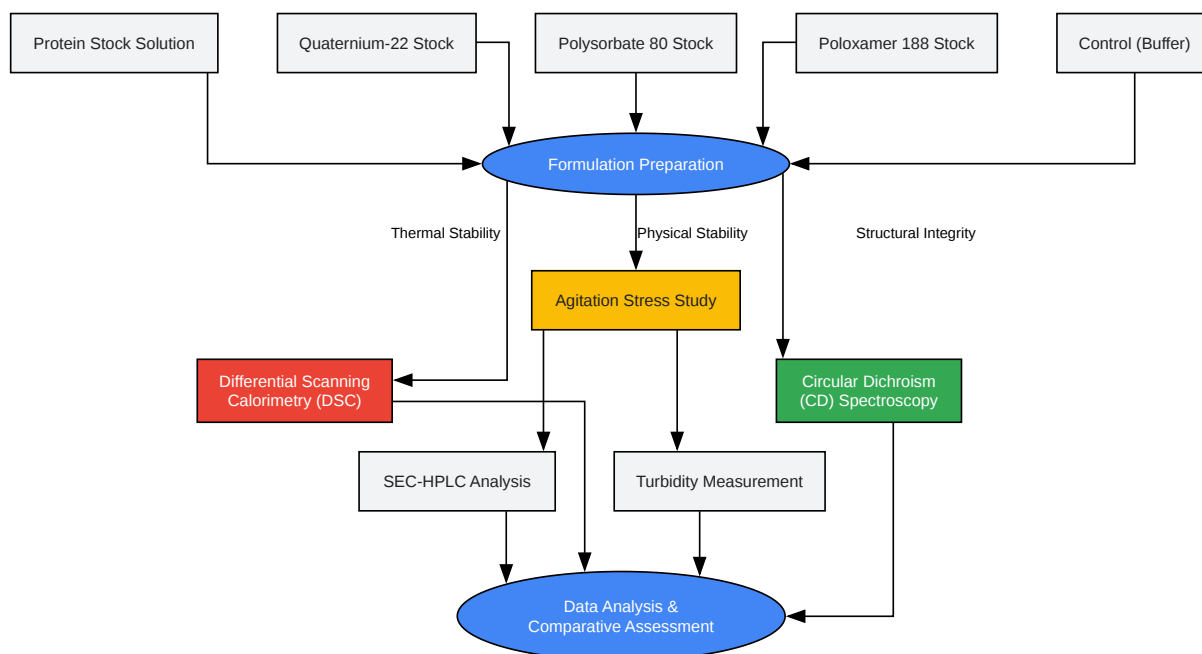 Protein Stock Solution
Quaternium-22 Stock
Polysorbate 80 Stock
Poloxamer 188 Stock
Control (Buffer)
Formulation Preparation
Thermal Stability
Physical Stability
Structural Integrity
Agitation Stress Study
Differential Scanning
Calorimetry (DSC)
Circular Dichroism
(CD) Spectroscopy
SEC-HPLC Analysis
Turbidity Measurement
Data Analysis &
Comparative Assessment